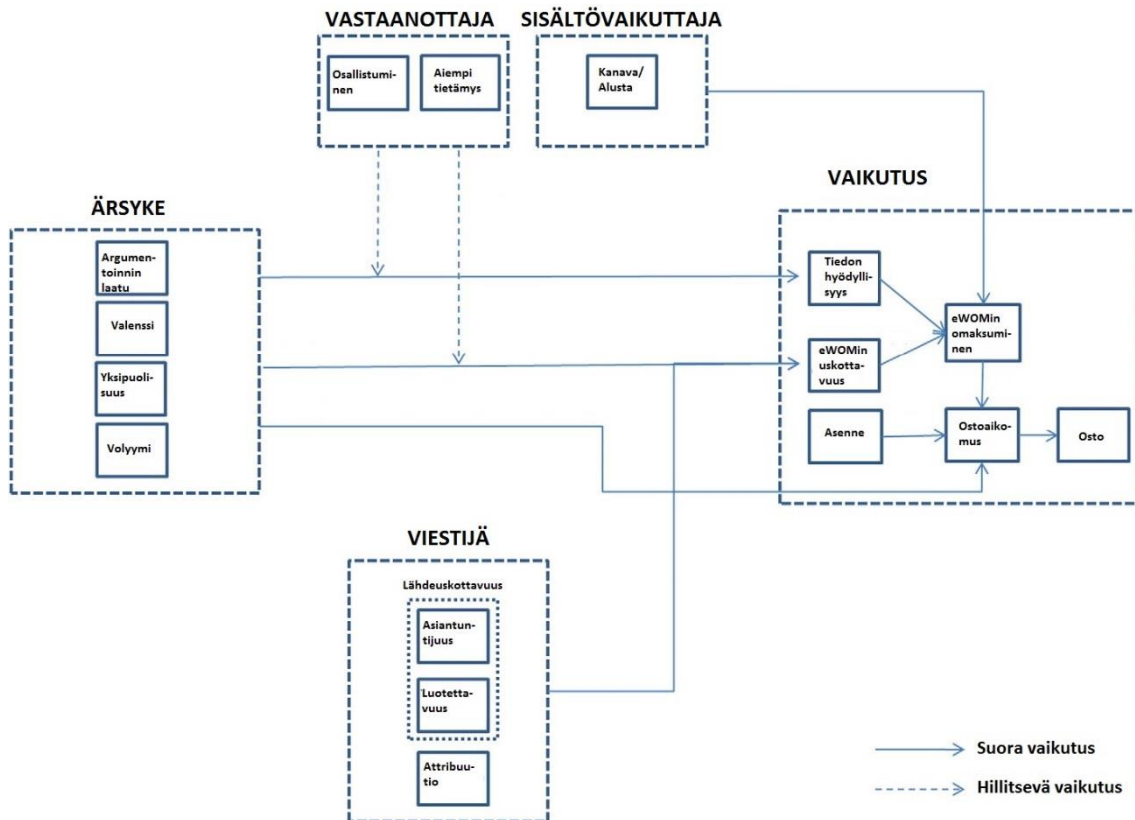 VASTAANOTTAJA
Osallistumi-
nen
Aiempi
tietämys
SISÄLTÖVAIKUTTAJA
Kanava/
Alusta
ÄRSYKE
Argumen-
toinnin
laatu
Valenssi
Yksipuoli-
suus
Volyymi
VAIKUTUS
Tiedon
hyödylli-
syys
eWOMin
omaksumi-
nen
eWOMin
uskotta-
vuus
Asenne
Ostoaiko-
mus
Osto
VIESTIJÄ
Lähdeuskottavuus
Asiantun-
tijuus
Luotetta-
vuus
Attribuu-
tio
Suora vaikutus
Hillitsevä vaikutus